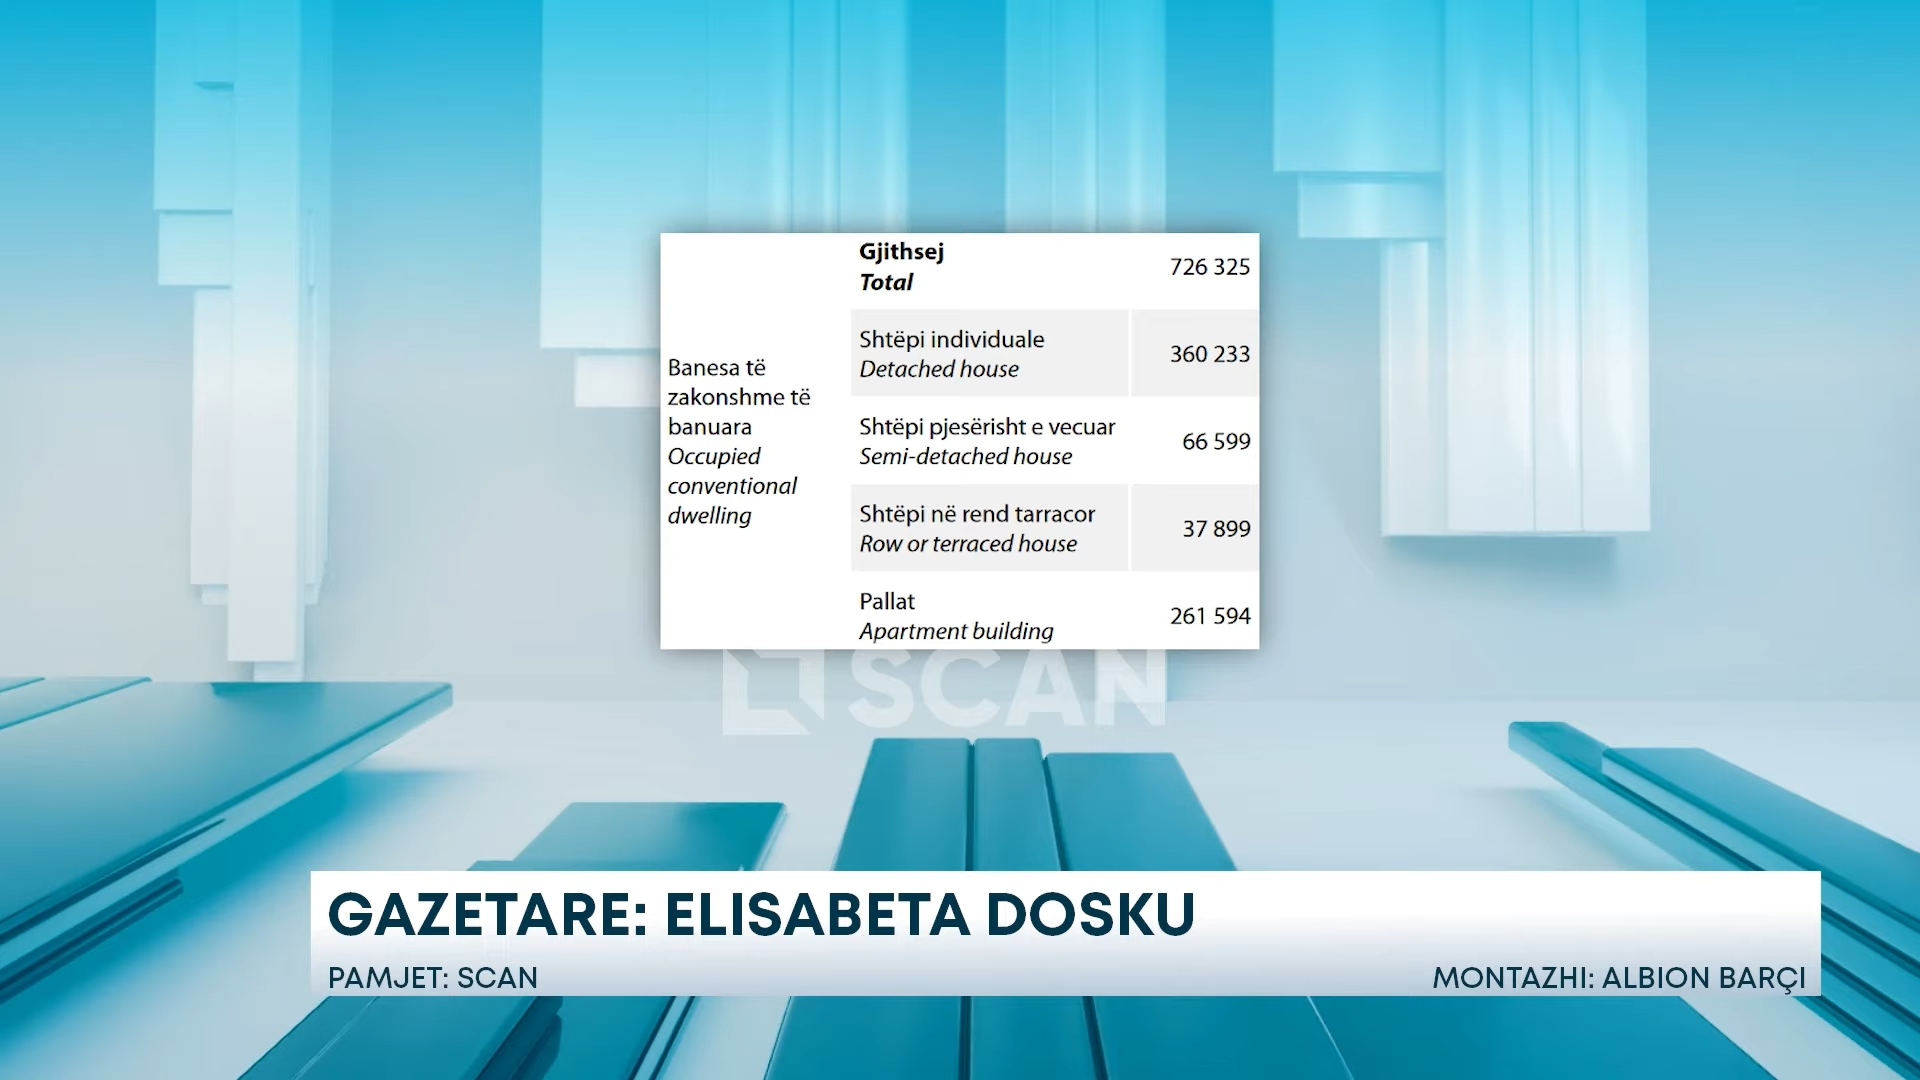 Gjithsej
Total
726 325
Banesa të
zakonshme të
banuara
Occupied
conventional
dwelling
Shtëpi individuale
Detached house
360 233
Shtëpi pjesërisht e vecuar
Semi-detached house
66 599
Shtëpi në rend tarracor
Row or terraced house
37 899
Pallat
Apartment building
261 594
SCAN
GAZETARE: ELISABETA DOSKU
PAMJET: SCAN
MONTAZHI: ALBION BARÇI